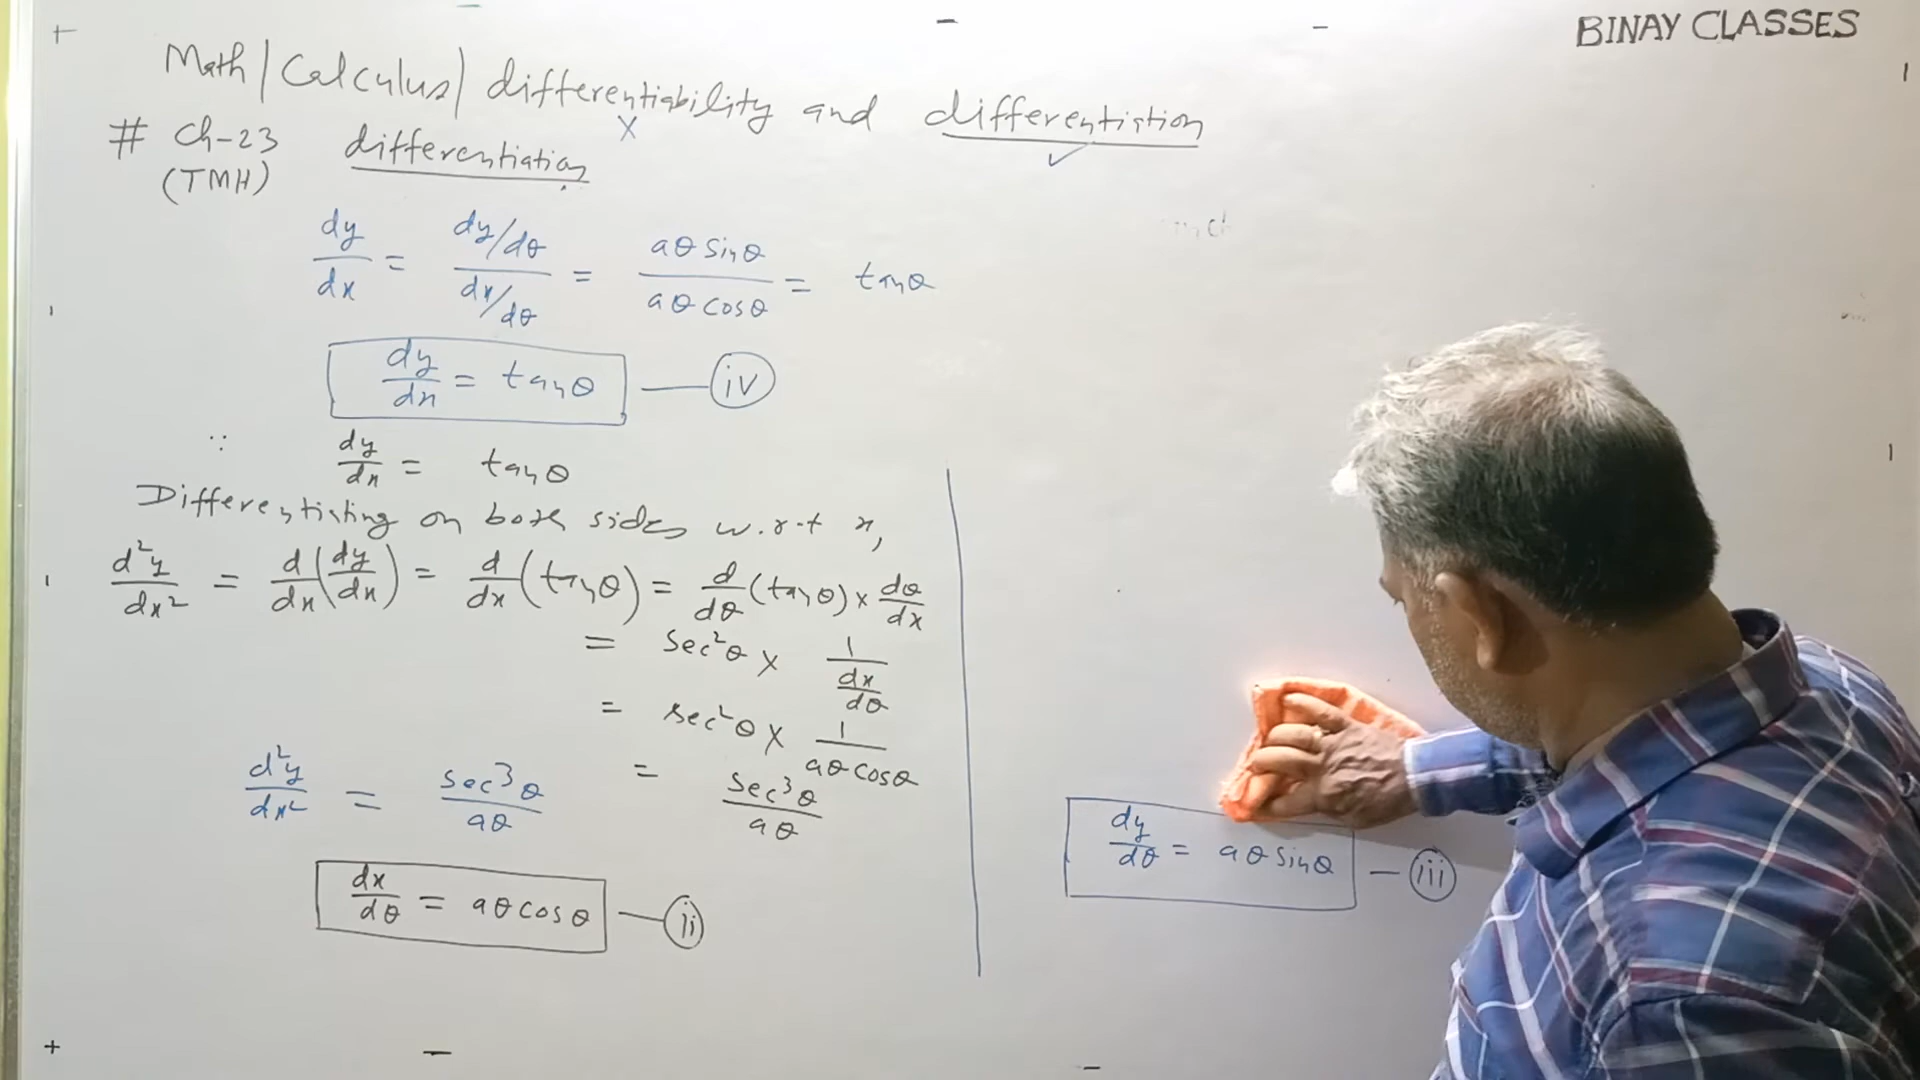 BINAY CLASSES
Math/Calculus/differentiability and differentiation
# Ch-23 differentiation
(TMH)
dy/dx = (dy/dθ)/(dx/dθ) = (aθ sinθ)/(aθ cosθ) = tanθ
dy/dx = tanθ — (iv)
∵ dy/dx = tanθ
Differentiating on both sides w.r.t x,
d²y/dx² = d/dx (dy/dx) = d/dx (tanθ) = d/dθ (tanθ) × dθ/dx
= sec²θ × 1/(dx/dθ)
= sec²θ × 1/(aθ cosθ)
d²y/dx² = sec³θ/aθ = sec³θ/aθ
dx/dθ = aθ cosθ — (ii)
dy/dθ = aθ sinθ — (iii)